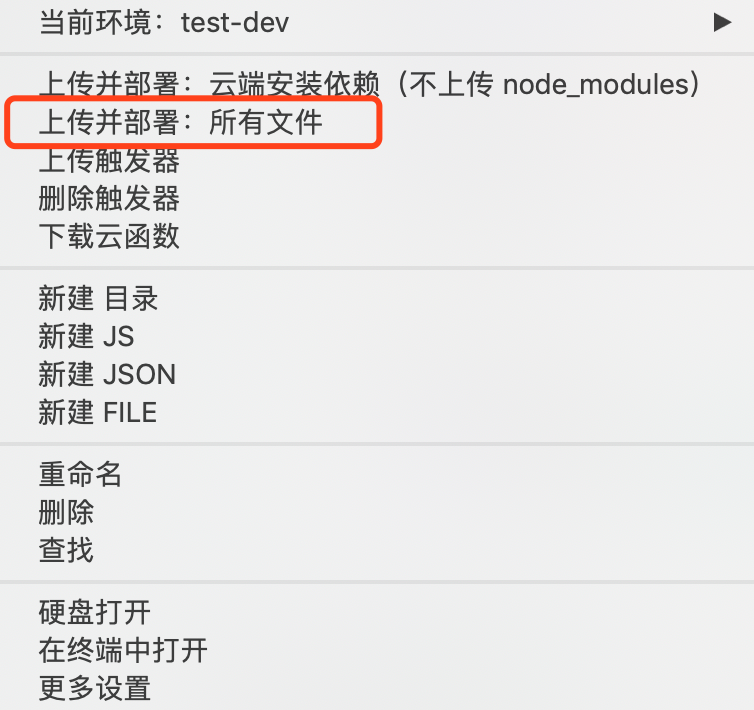 当前环境：test-dev
上传并部署：云端安装依赖（不上传 node_modules）
上传并部署：所有文件
上传触发器
删除触发器
下载云函数
新建 目录
新建 JS
新建 JSON
新建 FILE
重命名
删除
查找
硬盘打开
在终端中打开
更多设置